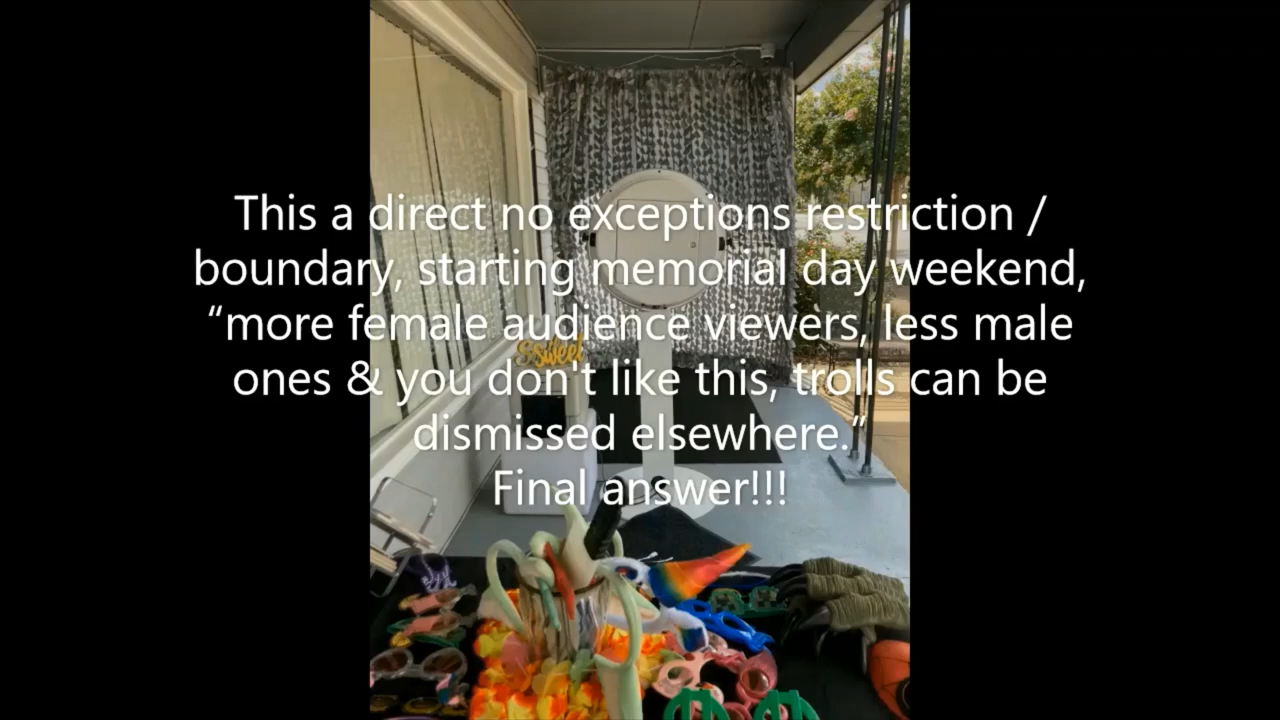 This a direct no exceptions restriction /
boundary, starting memorial day weekend,
“more female audience viewers, less male
ones & you don't like this, trolls can be
dismissed elsewhere.”
Final answer!!!
sweet